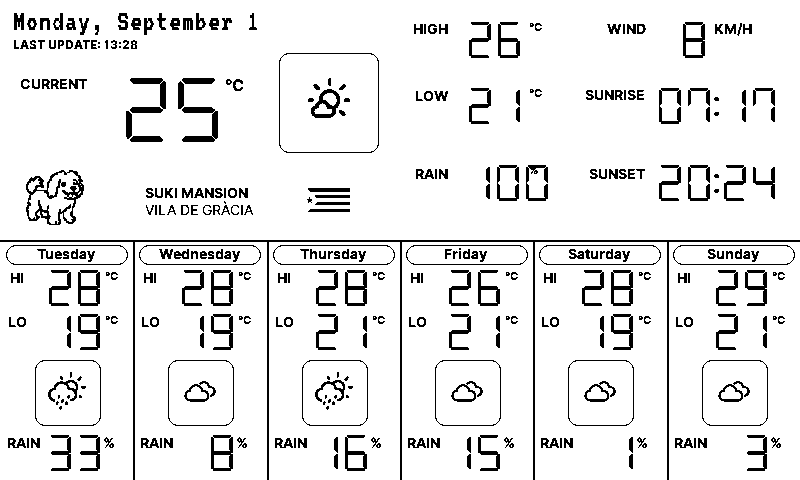 Monday, September 1
LAST UPDATE: 13:28
CURRENT 25 °C
SUKI MANSION
VILA DE GRÀCIA
HIGH 26 °C
LOW 21 °C
RAIN 100 %
WIND 8 KM/H
SUNRISE 07:17
SUNSET 20:24
Tuesday
HI 28 °C
LO 19 °C
RAIN 33 %
Wednesday
HI 28 °C
LO 19 °C
RAIN 8 %
Thursday
HI 28 °C
LO 21 °C
RAIN 16 %
Friday
HI 26 °C
LO 21 °C
RAIN 15 %
Saturday
HI 28 °C
LO 19 °C
RAIN 1 %
Sunday
HI 29 °C
LO 21 °C
RAIN 3 %